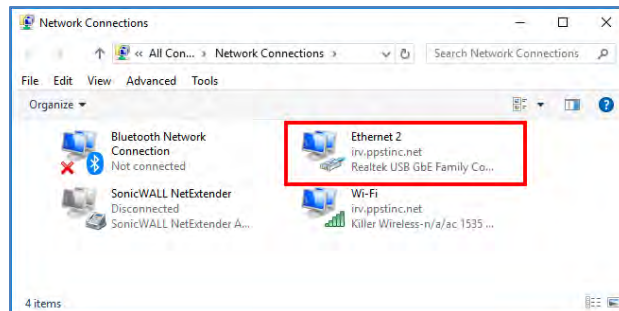 Network Connections
« All Con... › Network Connections ›
Search Network Connections
File Edit View Advanced Tools
Organize
Bluetooth Network
Connection
Not connected
Ethernet 2
irv.ppstinc.net
Realtek USB GbE Family Co...
SonicWALL NetExtender
Disconnected
SonicWALL NetExtender A...
Wi-Fi
irv.ppstinc.net
Killer Wireless-n/a/ac 1535 ...
4 items